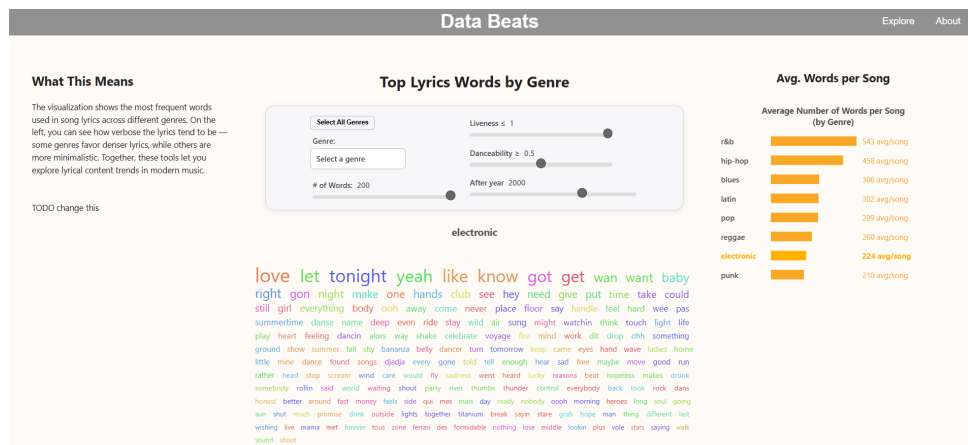 Data Beats
Explore
About
What This Means
The visualization shows the most frequent words
used in song lyrics across different genres. On the
left, you can see how verbose the lyrics tend to be —
some genres favor denser lyrics, while others are
more minimalistic. Together, these tools let you
explore lyrical content trends in modern music.
TODO change this
Top Lyrics Words by Genre
Select All Genres
Genre:
Select a genre
# of Words: 200
Liveness ≤ 1
Danceability ≥ 0.5
After year 2000
electronic
love let tonight yeah like know got get wan want baby
right gon night make one hands club see hey need give put time take could
still girl everything body ooh away come never place floor say handle feel hard wee pas
summertime danse name deep even ride stay wild air sung might watchin think touch light life
play heart feeling dancin alors way shake celebrate voyage fire mind work dit drop ohh something
ground show summer fall shy bananza belly dancer turn tomorrow keep came eyes hand wave ladies home
little mine dance found songs djadja every gone told tell enough hear sad free maybe move good run
rather head stop scream wind care would fly sadness went heard lucky reasons beat hopeless makes drunk
somebody rollin said world waiting shout party river thumbs thunder control everybody back took rock dans
honest better around fast money feels side qui mes mais day ready nobody oooh morning heroes long soul going
sun shut much promise drink outside lights together titanium break sayin stare grab hope man thing different last
wishing live mama met forever tous zone ferran des formidable nothing lose middle lookin plus vole stars saying walk
sound shoot
Avg. Words per Song
Average Number of Words per Song
(by Genre)
r&b 543 avg/song
hip-hop 458 avg/song
blues 306 avg/song
latin 302 avg/song
pop 299 avg/song
reggae 260 avg/song
electronic 224 avg/song
punk 210 avg/song